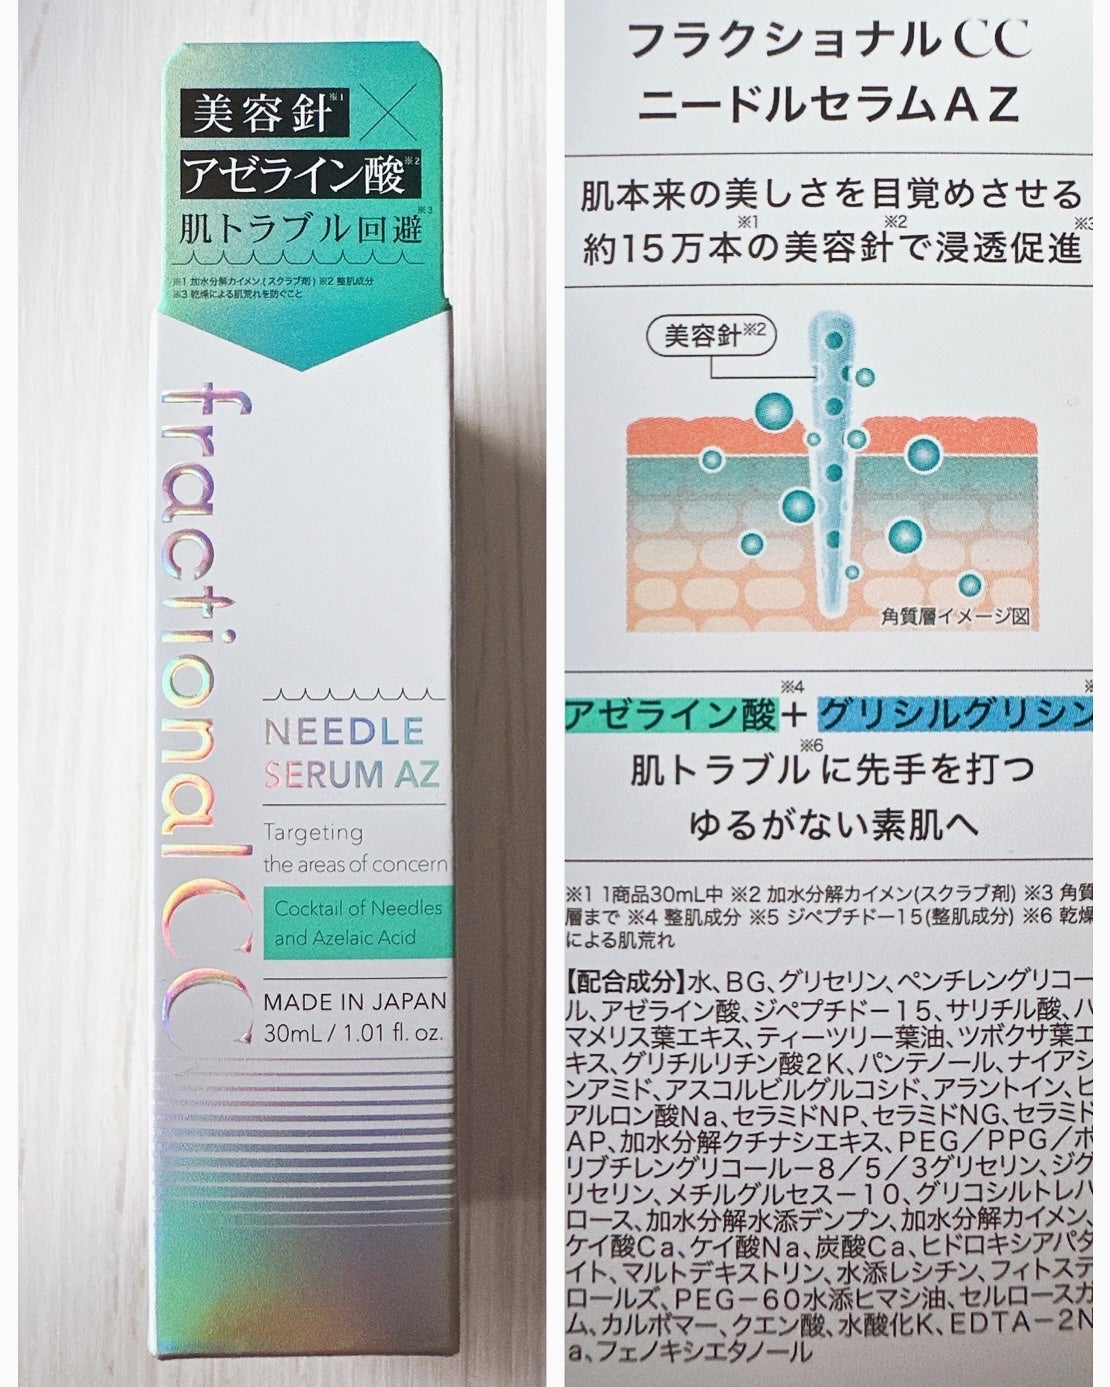 美容針※1
×
アゼライン酸※2
肌トラブル回避※3
※1 加水分解カイメン(スクラブ剤) ※2 整肌成分
※3 乾燥による肌荒れを防ぐこと
fractional CC
NEEDLE
SERUM AZ
Targeting
the areas of concern
Cocktail of Needles
and Azelaic Acid
MADE IN JAPAN
30mL / 1.01 fl. oz.
フラクショナルCC
ニードルセラムAZ
肌本来の美しさを目覚めさせる
約15万本※1の美容針※2で浸透促進※3
美容針※2
角質層イメージ図
アゼライン酸※4+グリシルグリシン※
肌トラブル※6に先手を打つ
ゆるがない素肌へ
※1 1商品30mL中 ※2 加水分解カイメン(スクラブ剤) ※3 角質
層まで ※4 整肌成分 ※5 ジペプチド-15(整肌成分) ※6 乾燥
による肌荒れ
【配合成分】水、BG、グリセリン、ペンチレングリコー
ル、アゼライン酸、ジペプチド-15、サリチル酸、ハ
マメリス葉エキス、ティーツリー葉油、ツボクサ葉エ
キス、グリチルリチン酸2K、パンテノール、ナイアシ
ンアミド、アスコルビルグルコシド、アラントイン、ヒ
アルロン酸Na、セラミドNP、セラミドNG、セラミド
AP、加水分解クチナシエキス、PEG/PPG/ポ
リブチレングリコール-8/5/3グリセリン、ジグ
リセリン、メチルグルセス-10、グリコシルトレハ
ロース、加水分解水添デンプン、加水分解カイメン、
ケイ酸Ca、ケイ酸Na、炭酸Ca、ヒドロキシアパタ
イト、マルトデキストリン、水添レシチン、フィトステ
ロールズ、PEG-60水添ヒマシ油、セルロースガ
ム、カルボマー、クエン酸、水酸化K、EDTA-2N
a、フェノキシエタノール